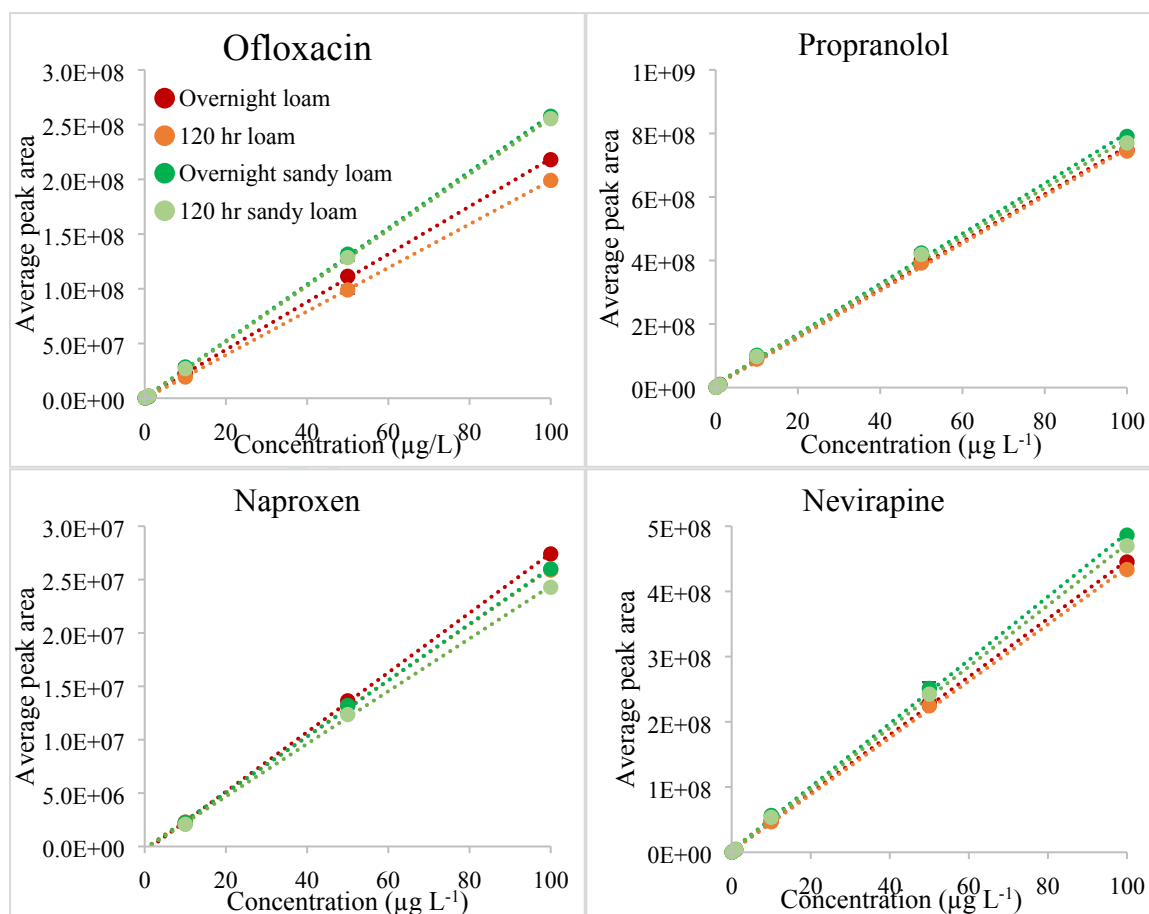 Ofloxacin
3.0E+08
2.5E+08
2.0E+08
1.5E+08
1.0E+08
5.0E+07
0.0E+00
Average peak area
Overnight loam
120 hr loam
Overnight sandy loam
120 hr sandy loam
0 20 40 60 80 100
Concentration (µg/L)
Propranolol
1E+09
8E+08
6E+08
4E+08
2E+08
0E+00
Average peak area
0 20 40 60 80 100
Concentration (µg L-1)
Naproxen
3.0E+07
2.5E+07
2.0E+07
1.5E+07
1.0E+07
5.0E+06
0.0E+00
Average peak area
0 20 40 60 80 100
Concentration (µg L-1)
Nevirapine
5E+08
4E+08
3E+08
2E+08
1E+08
0E+00
Average peak area
0 20 40 60 80 100
Concentration (µg L-1)